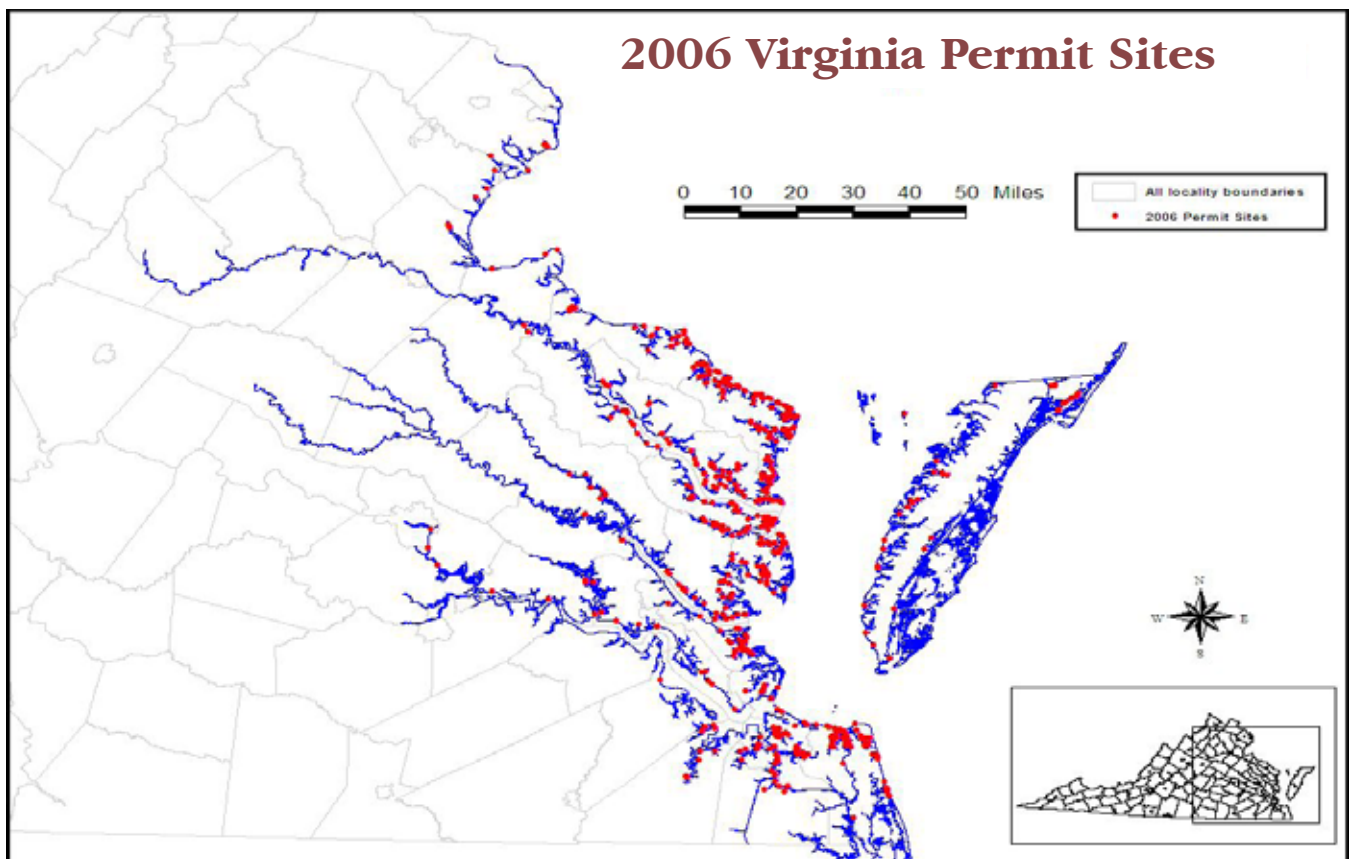 2006 Virginia Permit Sites
0 10 20 30 40 50 Miles
All locality boundaries
2006 Permit Sites
N
W E
S